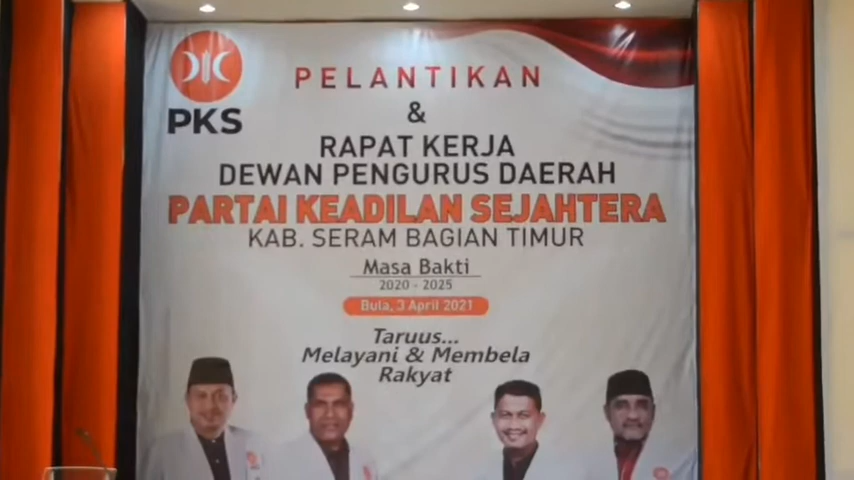 PKS
PELANTIKAN
&
RAPAT KERJA
DEWAN PENGURUS DAERAH
PARTAI KEADILAN SEJAHTERA
KAB. SERAM BAGIAN TIMUR
Masa Bakti
2020 - 2025
Bula, 3 April 2021
Taruus...
Melayani & Membela
Rakyat